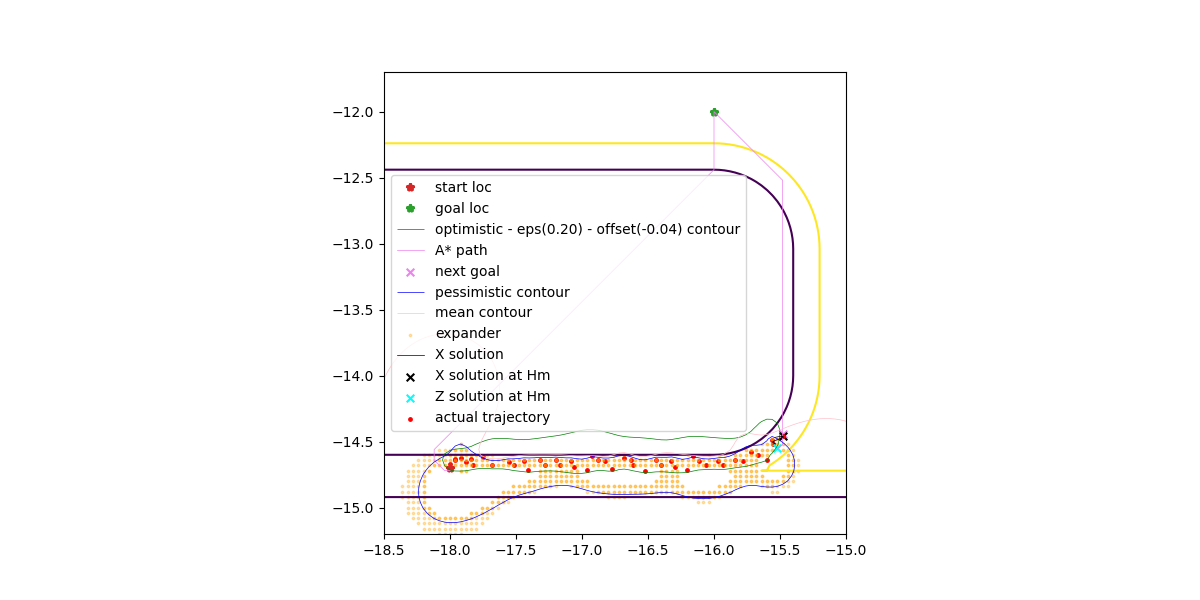 −12.0
−12.5
−13.0
−13.5
−14.0
−14.5
−15.0
start loc
goal loc
optimistic - eps(0.20) - offset(-0.04) contour
A* path
next goal
pessimistic contour
mean contour
expander
X solution
X solution at Hm
Z solution at Hm
actual trajectory
−18.5 −18.0 −17.5 −17.0 −16.5 −16.0 −15.5 −15.0